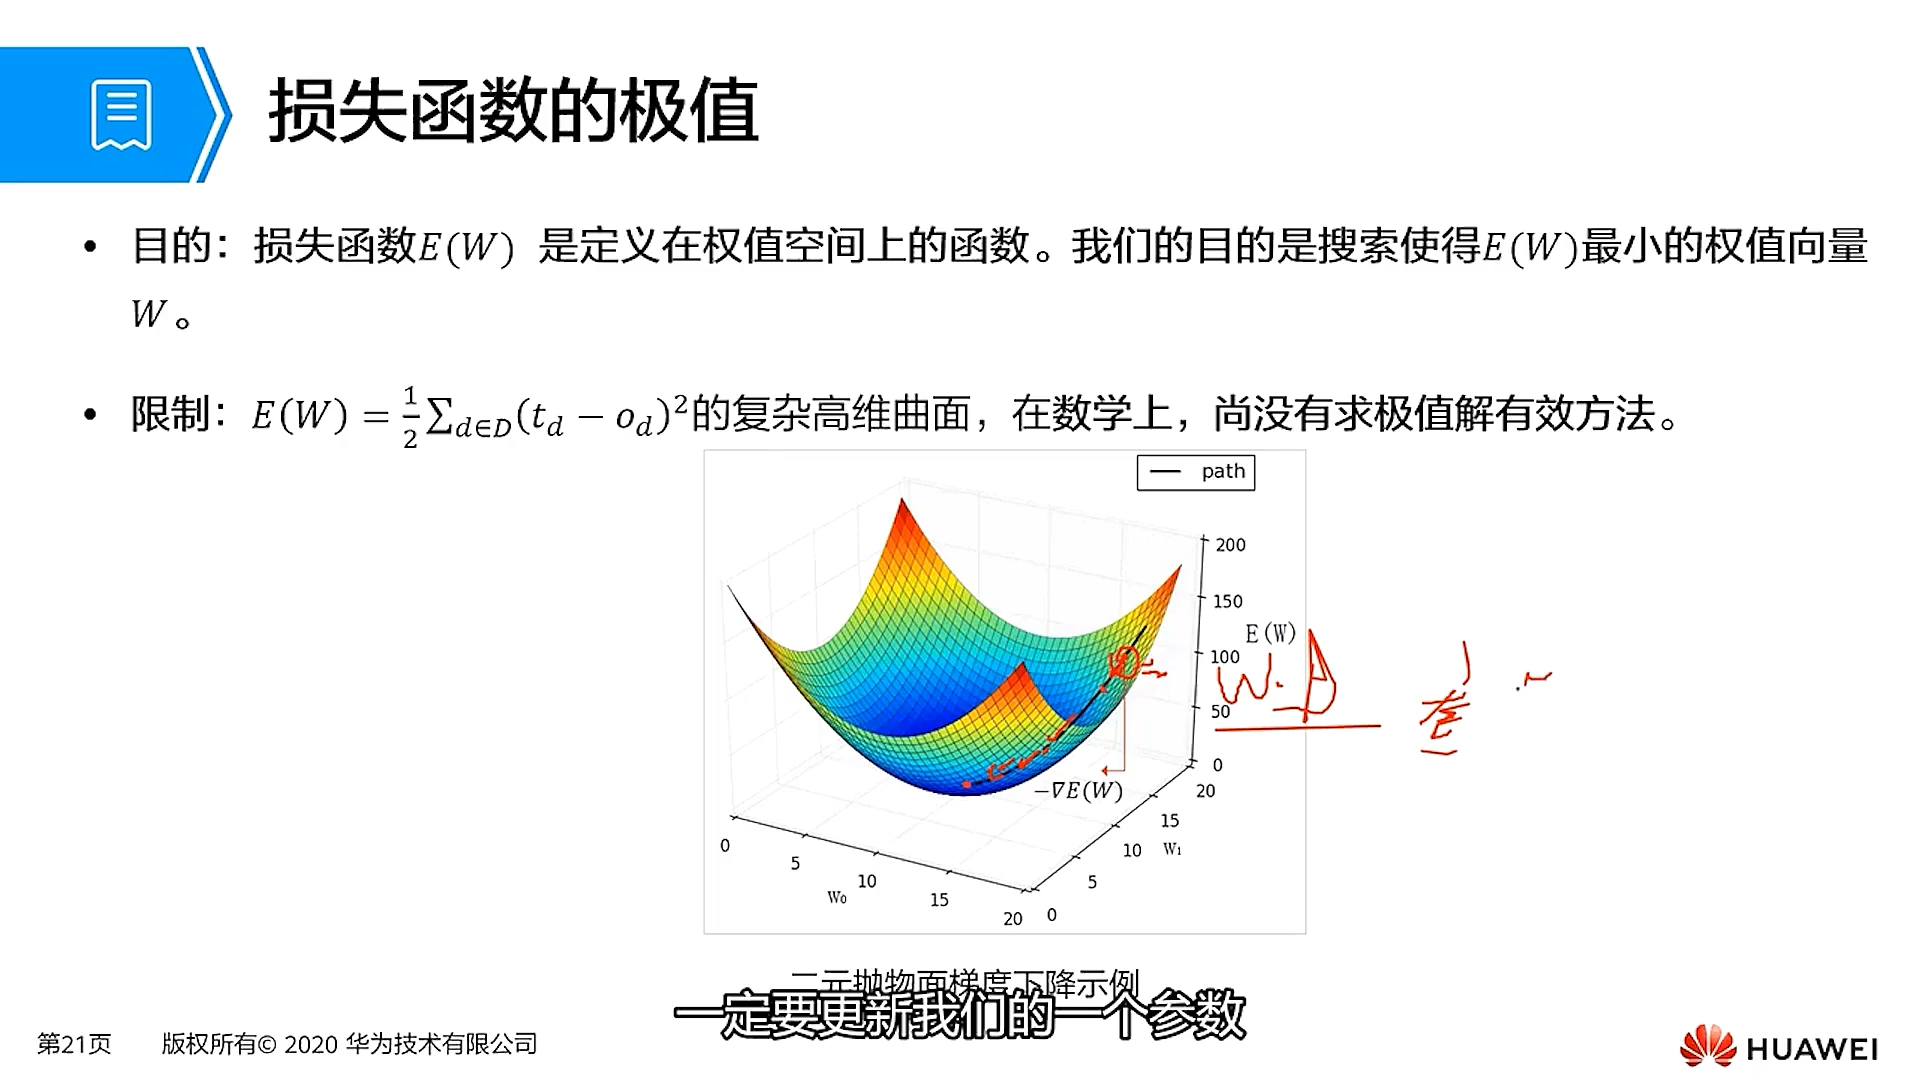 损失函数的极值
• 目的：损失函数E(W) 是定义在权值空间上的函数。我们的目的是搜索使得E(W)最小的权值向量
W 。
• 限制：E(W) = ½∑d∈D(td − od)²的复杂高维曲面，在数学上，尚没有求极值解有效方法。
path
200
150
E(W)
100
W.
50
0
−∇E(W)
20
15
10 W₁
5
0
0
5
10
W₀
15
20
二元抛物面梯度下降示例
一定要更新我们的一个参数
第21页 版权所有© 2020 华为技术有限公司
HUAWEI